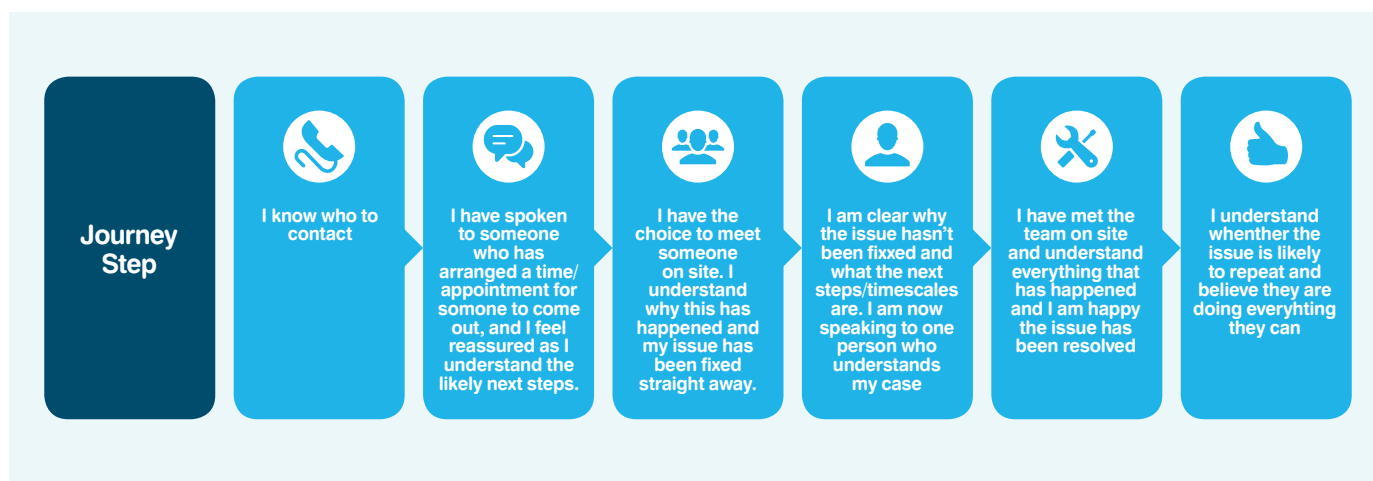 Journey
Step
I know who to
contact
I have spoken
to someone
who has
arranged a time/
appointment for
somone to come
out, and I feel
reassured as I
understand the
likely next steps.
I have the
choice to meet
someone
on site. I
understand
why this has
happened and
my issue has
been fixed
straight away.
I am clear why
the issue hasn’t
been fixxed and
what the next
steps/timescales
are. I am now
speaking to one
person who
understands
my case
I have met the
team on site
and understand
everything that
has happened
and I am happy
the issue has
been resolved
I understand
whenther the
issue is likely
to repeat and
believe they are
doing everyhting
they can